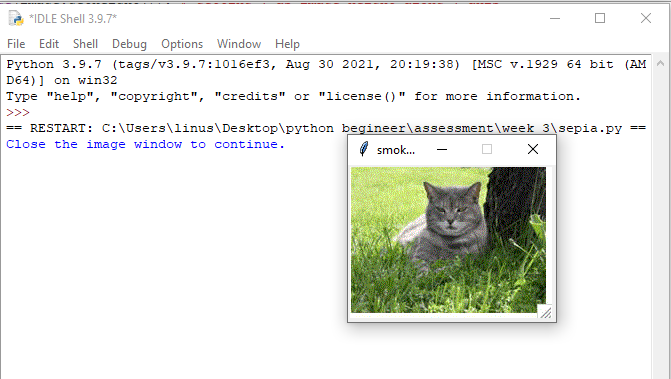 *IDLE Shell 3.9.7*
File Edit Shell Debug Options Window Help
Python 3.9.7 (tags/v3.9.7:1016ef3, Aug 30 2021, 20:19:38) [MSC v.1929 64 bit (AM
D64)] on win32
Type "help", "copyright", "credits" or "license()" for more information.
>>>
== RESTART: C:\Users\linus\Desktop\python begineer\assessment\week 3\sepia.py ==
Close the image window to continue.
smok...